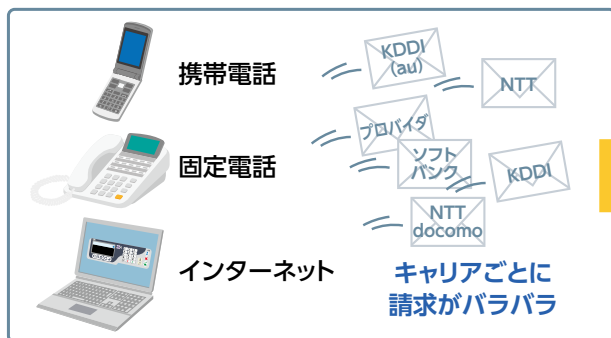 携帯電話
固定電話
インターネット
KDDI
(au)
NTT
プロバイダ
ソフト
バンク
KDDI
NTT
docomo
キャリアごとに
請求がバラバラ